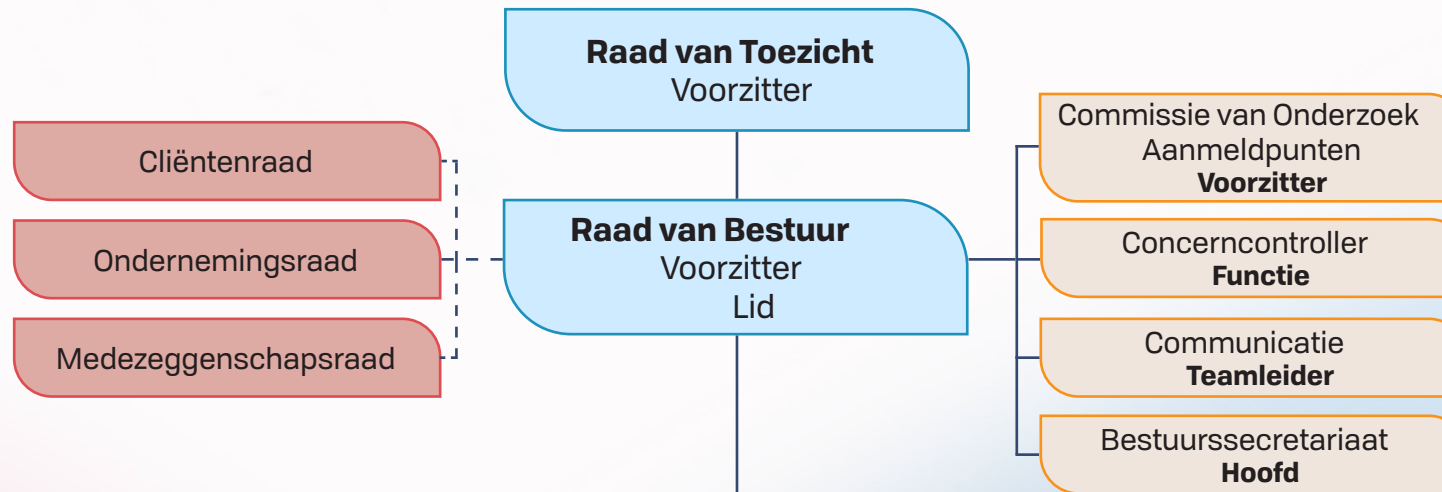 Raad van Toezicht
Voorzitter
Cliëntenraad
Ondernemingsraad
Medezeggenschapsraad
Raad van Bestuur
Voorzitter
Lid
Commissie van Onderzoek
Aanmeldpunten
Voorzitter
Concerncontroller
Functie
Communicatie
Teamleider
Bestuurssecretariaat
Hoofd